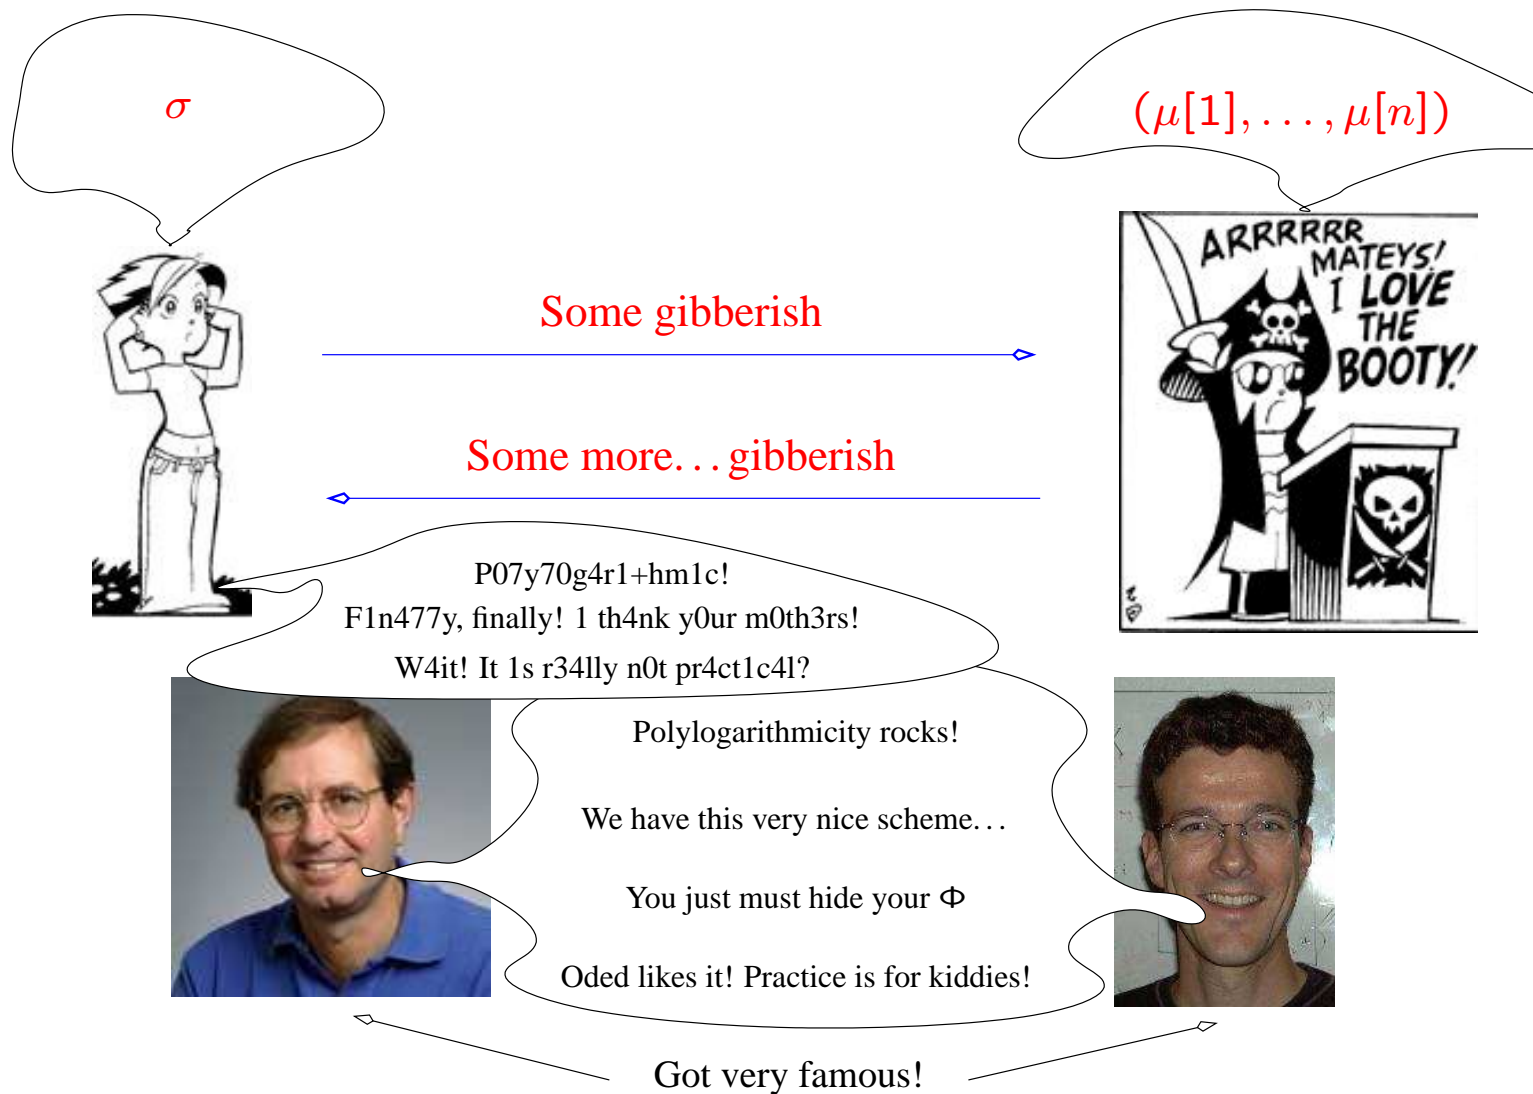 σ
(μ[1], . . . , μ[n])
ARRRRRR
MATEYS!
I LOVE
THE
BOOTY!
Some gibberish
Some more. . . gibberish
P07y70g4r1+hm1c!
F1n477y, finally! 1 th4nk y0ur m0th3rs!
W4it! It 1s r34lly n0t pr4ct1c4l?
Polylogarithmicity rocks!
We have this very nice scheme. . .
You just must hide your Φ
Oded likes it! Practice is for kiddies!
Got very famous!